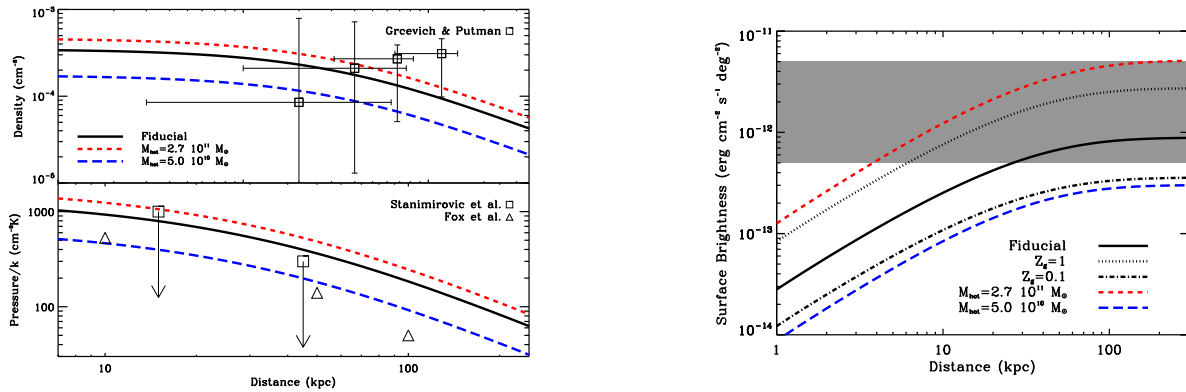 10⁻³
Grcevich & Putman
Density (cm⁻³)
10⁻⁴
Fiducial
M_hot=2.7 10¹¹ M_⊙
M_hot=5.0 10¹⁰ M_⊙
10⁻⁵
Stanimirovic et al.
Fox et al.
Pressure/k (cm⁻³K)
1000
100
10
100
Distance (kpc)
10⁻¹¹
Surface Brightness (erg cm⁻² s⁻¹ deg⁻²)
10⁻¹²
10⁻¹³
Fiducial
Z_g=1
Z_g=0.1
M_hot=2.7 10¹¹ M_⊙
M_hot=5.0 10¹⁰ M_⊙
10⁻¹⁴
1
10
100
Distance (kpc)